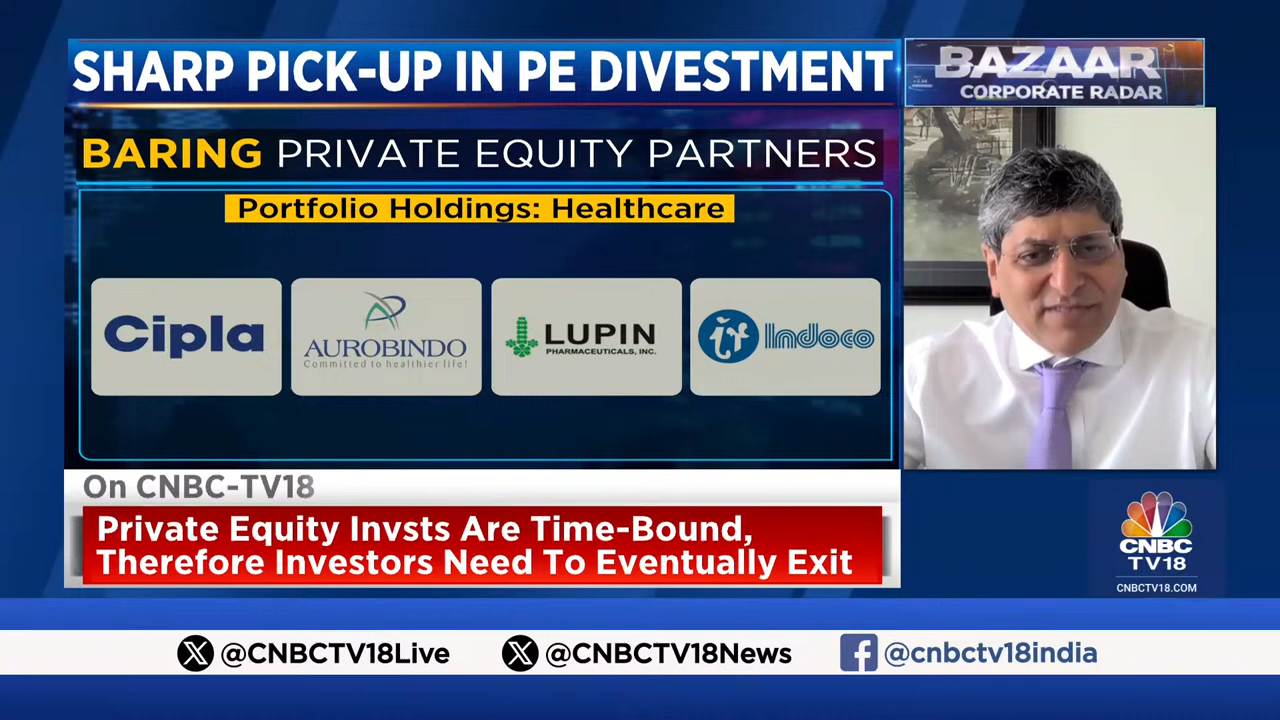 SHARP PICK-UP IN PE DIVESTMENT
BAZAAR
CORPORATE RADAR
BARING PRIVATE EQUITY PARTNERS
Portfolio Holdings: Healthcare
Cipla
AUROBINDO
Committed to healthier life!
LUPIN
PHARMACEUTICALS, INC.
Indoco
On CNBC-TV18
Private Equity Invsts Are Time-Bound,
Therefore Investors Need To Eventually Exit
CNBC
TV18
CNBCTV18.COM
@CNBCTV18Live
@CNBCTV18News
@cnbctv18india